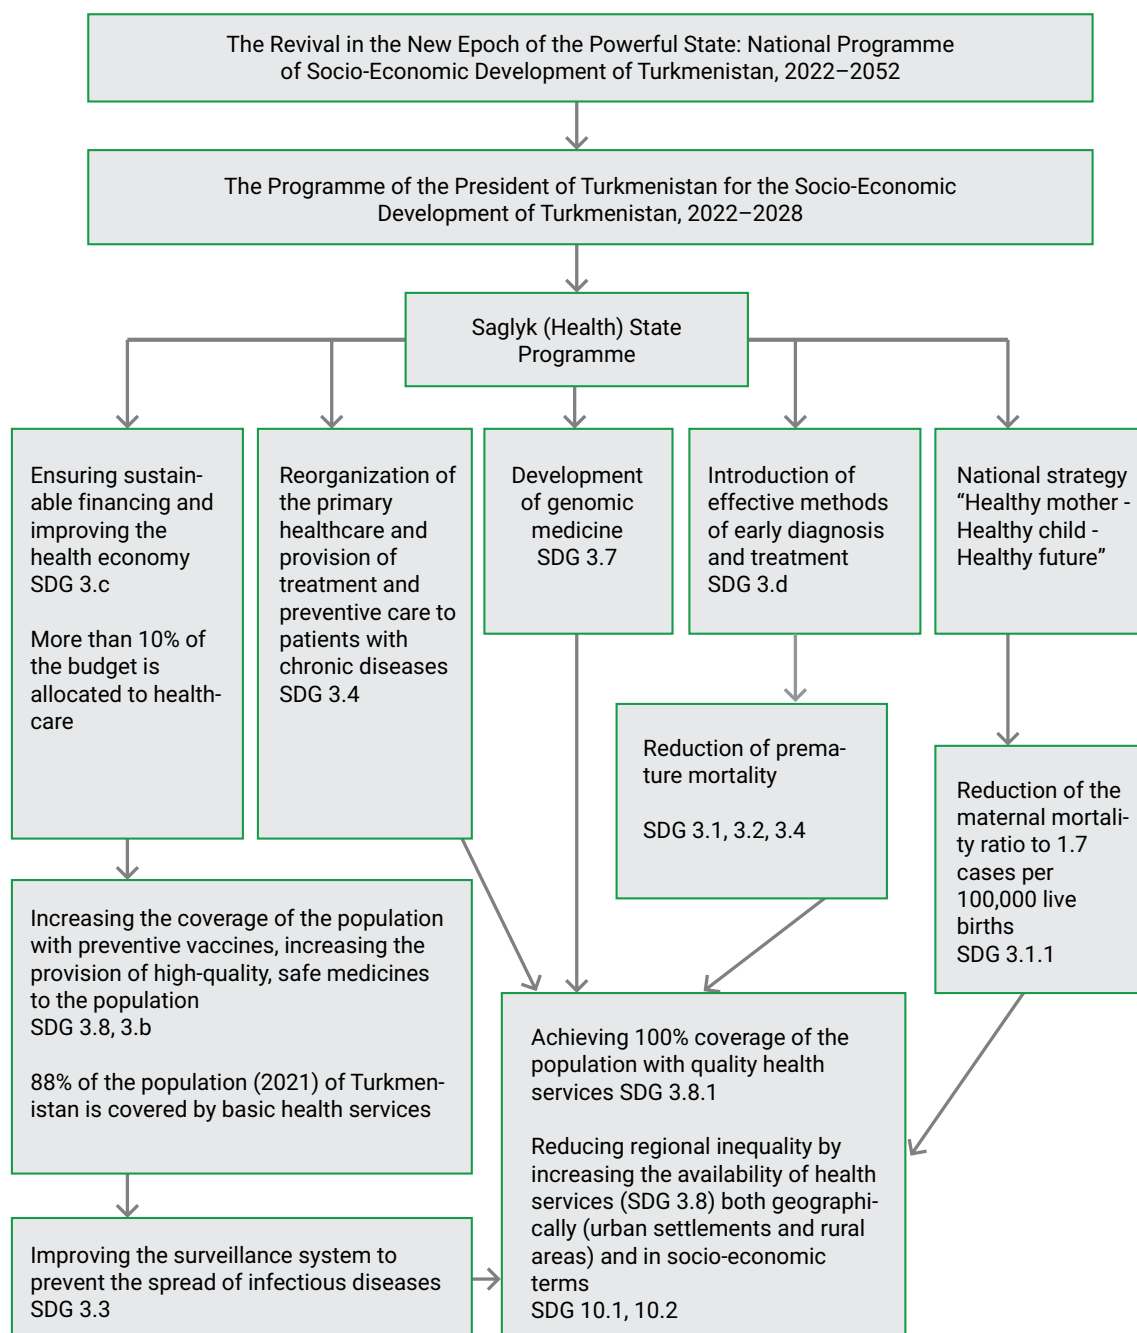 The Revival in the New Epoch of the Powerful State: National Programme
of Socio-Economic Development of Turkmenistan, 2022–2052
The Programme of the President of Turkmenistan for the Socio-Economic
Development of Turkmenistan, 2022–2028
Saglyk (Health) State
Programme
Ensuring sustain-
able financing and
improving the
health economy
SDG 3.c
More than 10% of
the budget is
allocated to health-
care
Reorganization of
the primary
healthcare and
provision of
treatment and
preventive care to
patients with
chronic diseases
SDG 3.4
Development
of genomic
medicine
SDG 3.7
Introduction of
effective methods
of early diagnosis
and treatment
SDG 3.d
National strategy
“Healthy mother -
Healthy child -
Healthy future”
Reduction of prema-
ture mortality
SDG 3.1, 3.2, 3.4
Reduction of the
maternal mortali-
ty ratio to 1.7
cases per
100,000 live
births
SDG 3.1.1
Increasing the coverage of the population
with preventive vaccines, increasing the
provision of high-quality, safe medicines
to the population
SDG 3.8, 3.b
88% of the population (2021) of Turkmen-
istan is covered by basic health services
Achieving 100% coverage of the
population with quality health
services SDG 3.8.1
Reducing regional inequality by
increasing the availability of health
services (SDG 3.8) both geographi-
cally (urban settlements and rural
areas) and in socio-economic
terms
SDG 10.1, 10.2
Improving the surveillance system to
prevent the spread of infectious diseases
SDG 3.3